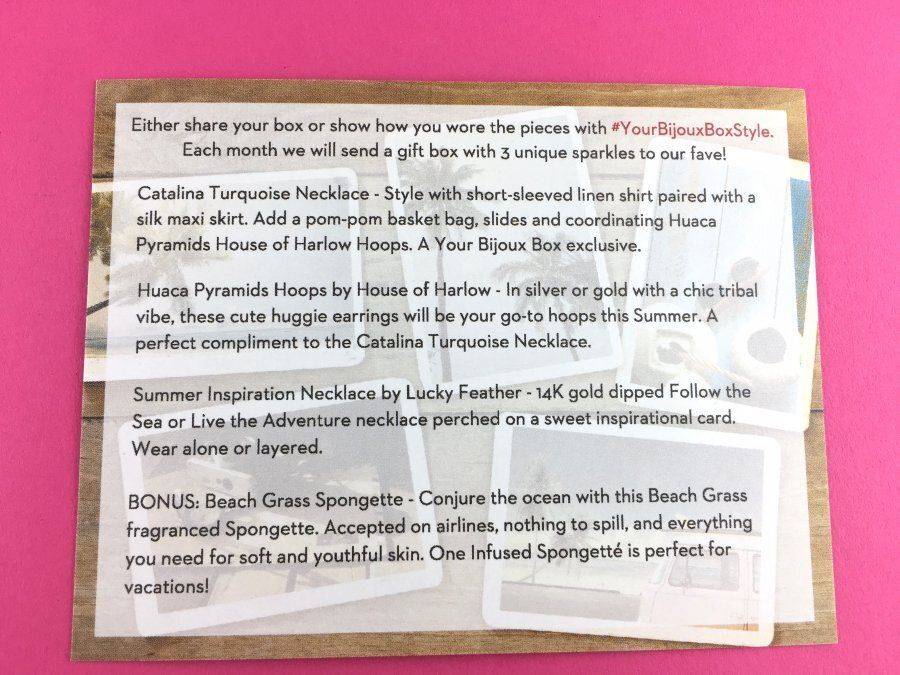 Either share your box or show how you wore the pieces with #YourBijouxBoxStyle.
Each month we will send a gift box with 3 unique sparkles to our fave!
Catalina Turquoise Necklace - Style with short-sleeved linen shirt paired with a
silk maxi skirt. Add a pom-pom basket bag, slides and coordinating Huaca
Pyramids House of Harlow Hoops. A Your Bijoux Box exclusive.
Huaca Pyramids Hoops by House of Harlow - In silver or gold with a chic tribal
vibe, these cute huggie earrings will be your go-to hoops this Summer. A
perfect compliment to the Catalina Turquoise Necklace.
Summer Inspiration Necklace by Lucky Feather - 14K gold dipped Follow the
Sea or Live the Adventure necklace perched on a sweet inspirational card.
Wear alone or layered.
BONUS: Beach Grass Spongette - Conjure the ocean with this Beach Grass
fragranced Spongette. Accepted on airlines, nothing to spill, and everything
you need for soft and youthful skin. One Infused Spongetté is perfect for
vacations!